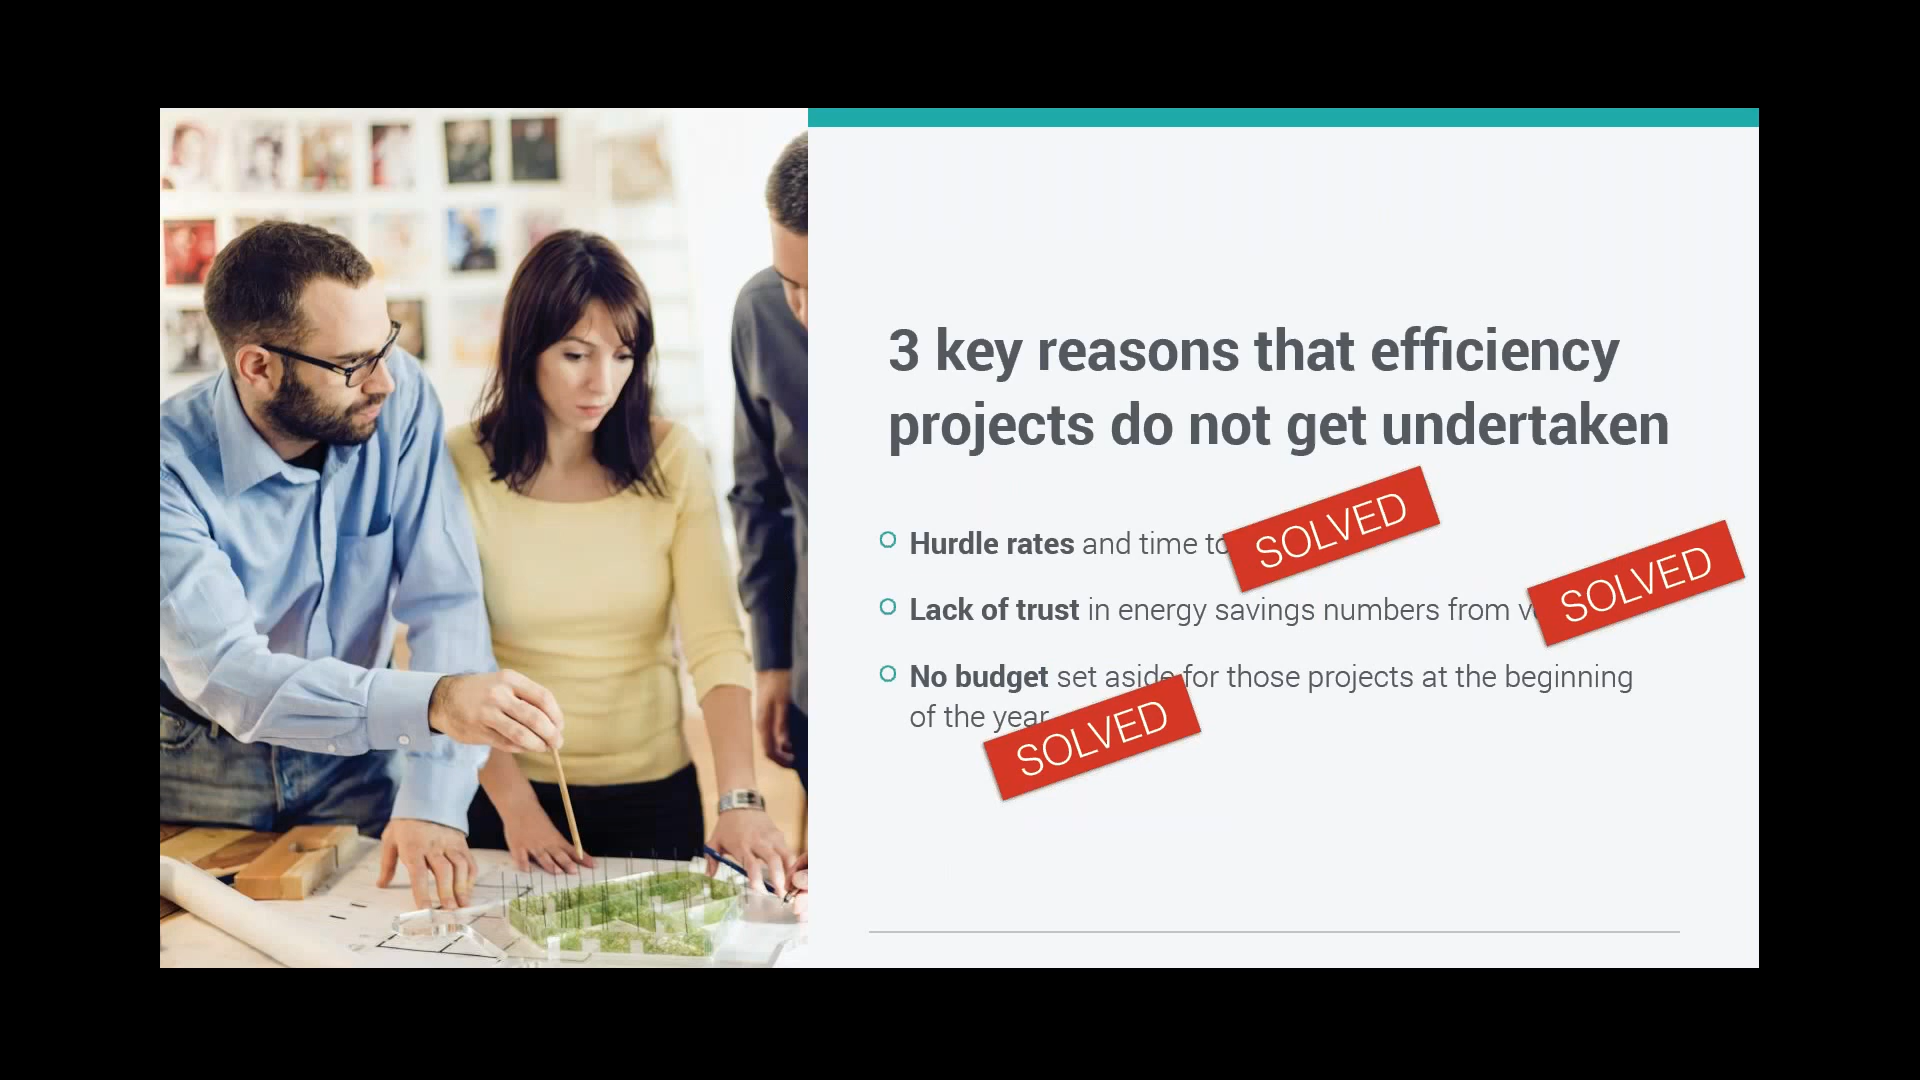 3 key reasons that efficiency
projects do not get undertaken
Hurdle rates and time to
SOLVED
Lack of trust in energy savings numbers from
SOLVED
No budget set aside for those projects at the beginning
of the year
SOLVED